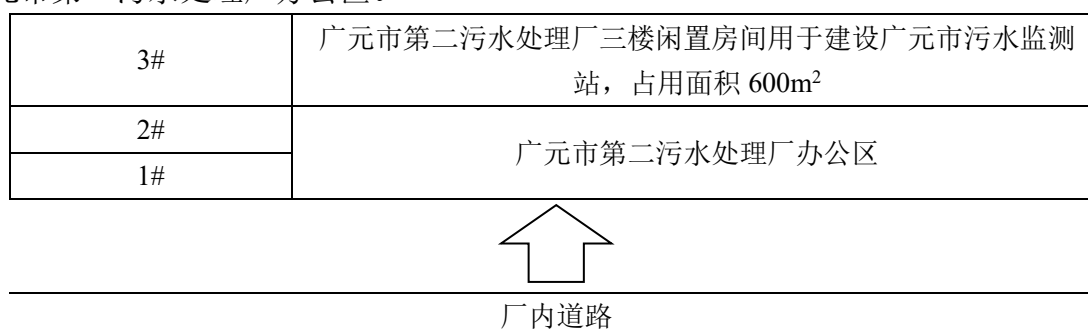 3#
广元市第二污水处理厂三楼闲置房间用于建设广元市污水监测
站，占用面积 600m²
2#
广元市第二污水处理厂办公区
1#
厂内道路